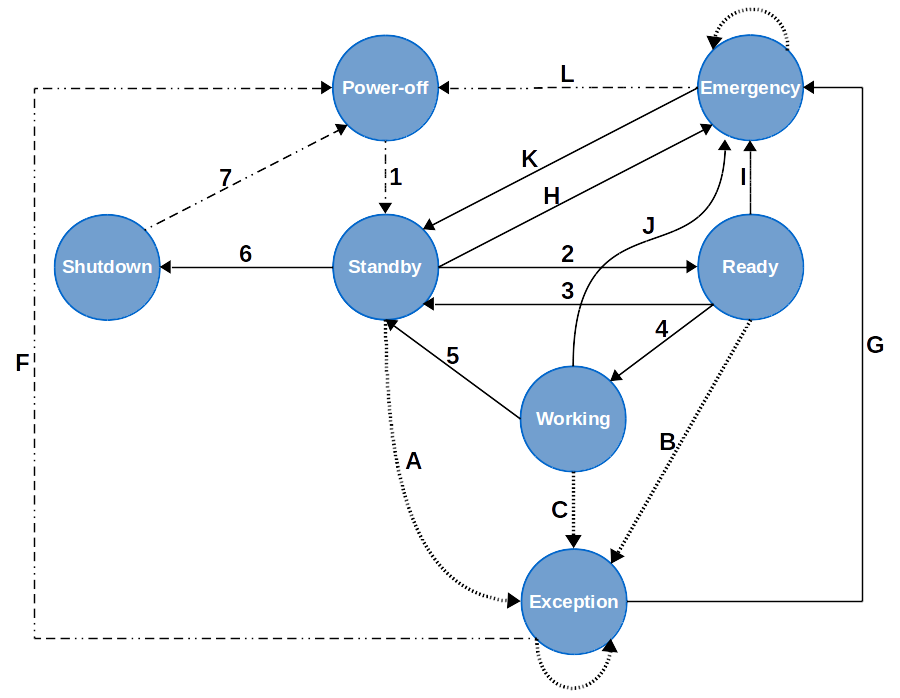 L
Power-off
Emergency
K
7
1
H
I
J
6
2
Shutdown
Standby
Ready
3
4
F
5
G
Working
A
B
C
Exception